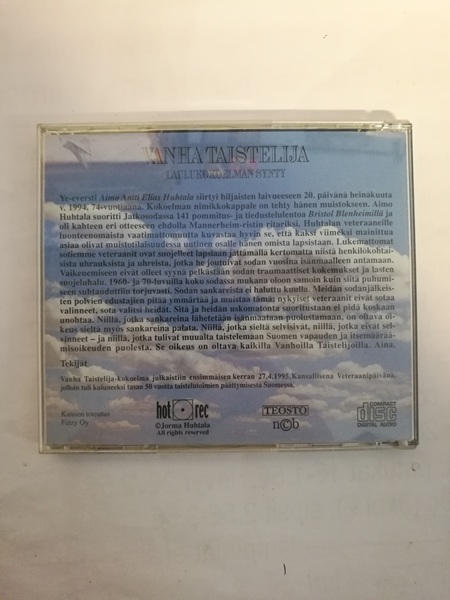 VANHA TAISTELIJA
LAULUKOKOELMAN SYNTY
Ye-eversti Aimo Antti Elias Huhtala siirtyi hiljaisten laivueeseen 20. päivänä heinäkuuta
v. 1994, 74-vuotiaana. Kokoelman nimikkokappale on tehty hänen muistokseen. Aimo
Huhtala suoritti Jatkosodassa 141 pommitus- ja tiedustelulentoa Bristol Blenheimillä ja
oli kahteen eri otteeseen ehdolla Mannerheim-ristin ritariksi. Huhtalan veteraaneille
luonteenomaista vaatimattomuutta kuvastaa hyvin se, että kaksi viimeksi mainittua
asiaa olivat muistotilaisuudessa uutinen osalle hänen omista lapsistaan. Lukemattomat
sotiemme veteraanit ovat suojelleet lapsiaan jättämällä kertomatta niistä henkilökohtai-
sista uhrauksista ja uhreista, jotka he joutuivat sodan vuosina isänmaalleen antamaan.
Vaikenemiseen eivät olleet syynä pelkästään sodan traumaattiset kokemukset ja lasten
suojeluhalu. 1960- ja 70-luvuilla koko sodassa mukana oloon samoin kuin siitä puhumi-
seen suhtauduttiin torjuvasti. Sodan sankareista ei haluttu kuulla. Meidän sodanjälkeis-
ten polvien edustajien pitää ymmärtää ja muistaa tämä: nykyiset veteraanit eivät sotaa
valinneet, sota valitsi heidät. Sitä ja heidän uskomatonta suoritustaan ei pidä koskaan
unohtaa. Niillä, jotka sankareina lähetetään isänmaataan puolustamaan, on oltava oi-
keus sieltä myös sankareina palata. Niillä, jotka sieltä selvisivät, niillä, jotka eivät sel-
vinneet – ja niillä, jotka tulivat muualta taistelemaan Suomen vapauden ja itsemäärää-
misoikeuden puolesta. Se oikeus on oltava kaikilla Vanhoilla Taistelijoilla. Aina.
Tekijät
Vanha Taistelija-kokoelma julkaistiin ensimmäisen kerran 27.4.1995, Kansallisena Veteraanipäivänä,
jolloin tuli kuluneeksi tasan 50 vuotta taistelutoimien päättymisestä Suomessa.
Kannen toteutus
Fizzy Oy
hot rec
©Jorma Huhtala
All rights reserved
TEOSTO
n©b
COMPACT
disc
DIGITAL AUDIO